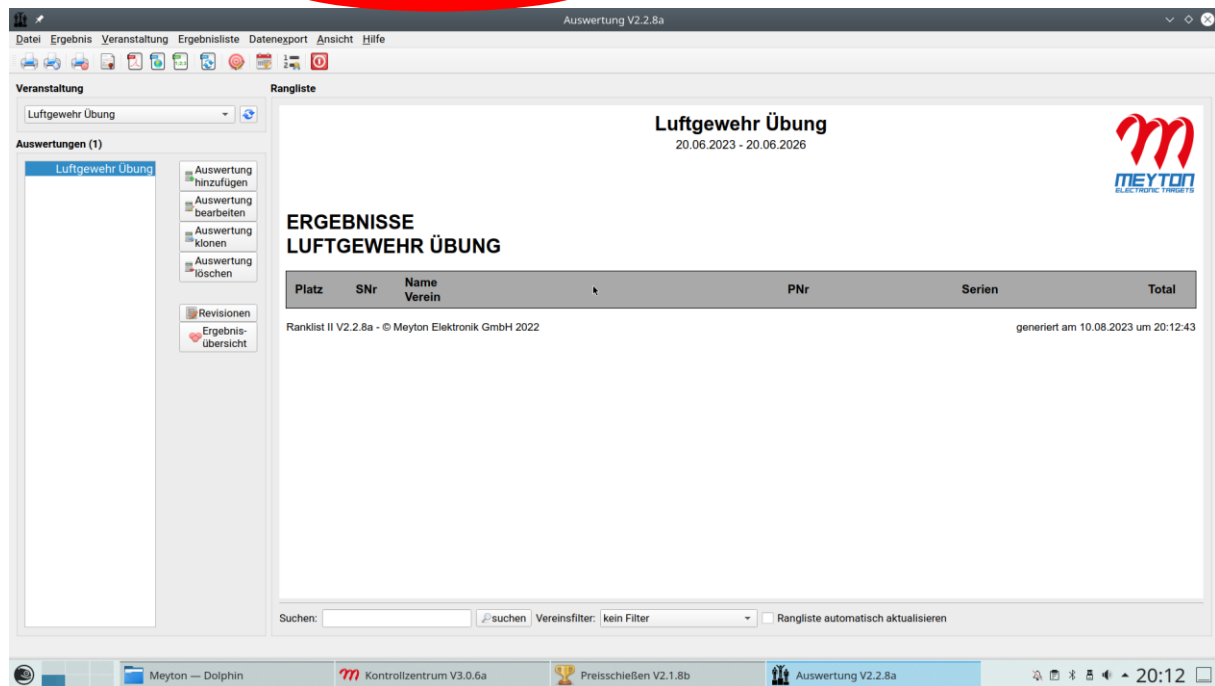 Auswertung V2.2.8a
Datei Ergebnis Veranstaltung Ergebnisliste Datenexport Ansicht Hilfe
Veranstaltung
Luftgewehr Übung
Auswertungen (1)
Luftgewehr Übung
Auswertung
hinzufügen
Auswertung
bearbeiten
Auswertung
klonen
Auswertung
löschen
Revisionen
Ergebnis-
übersicht
Rangliste
Luftgewehr Übung
20.06.2023 - 20.06.2026
MEYTON
ELECTRONIC TARGETS
ERGEBNISSE
LUFTGEWEHR ÜBUNG
Platz SNr Name PNr Serien Total
Verein
Ranklist II V2.2.8a - © Meyton Elektronik GmbH 2022 generiert am 10.08.2023 um 20:12:43
Suchen: suchen Vereinsfilter: kein Filter Rangliste automatisch aktualisieren
Meyton — Dolphin Kontrollzentrum V3.0.6a Preisschießen V2.1.8b Auswertung V2.2.8a 20:12